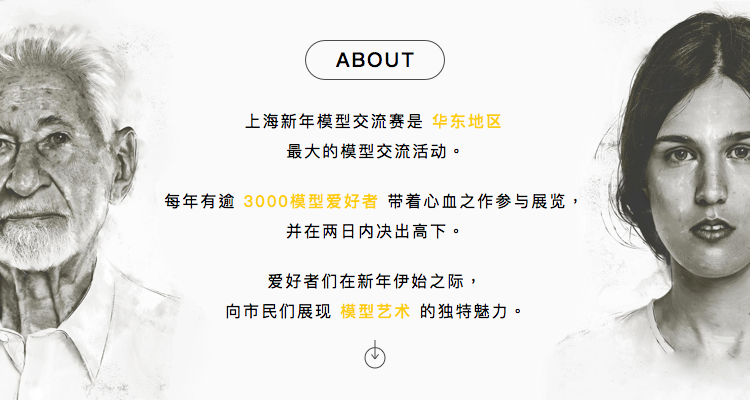 ABOUT
上海新年模型交流赛是 华东地区
最大的模型交流活动。
每年有逾 3000模型爱好者 带着心血之作参与展览，
并在两日内决出高下。
爱好者们在新年伊始之际，
向市民们展现 模型艺术 的独特魅力。